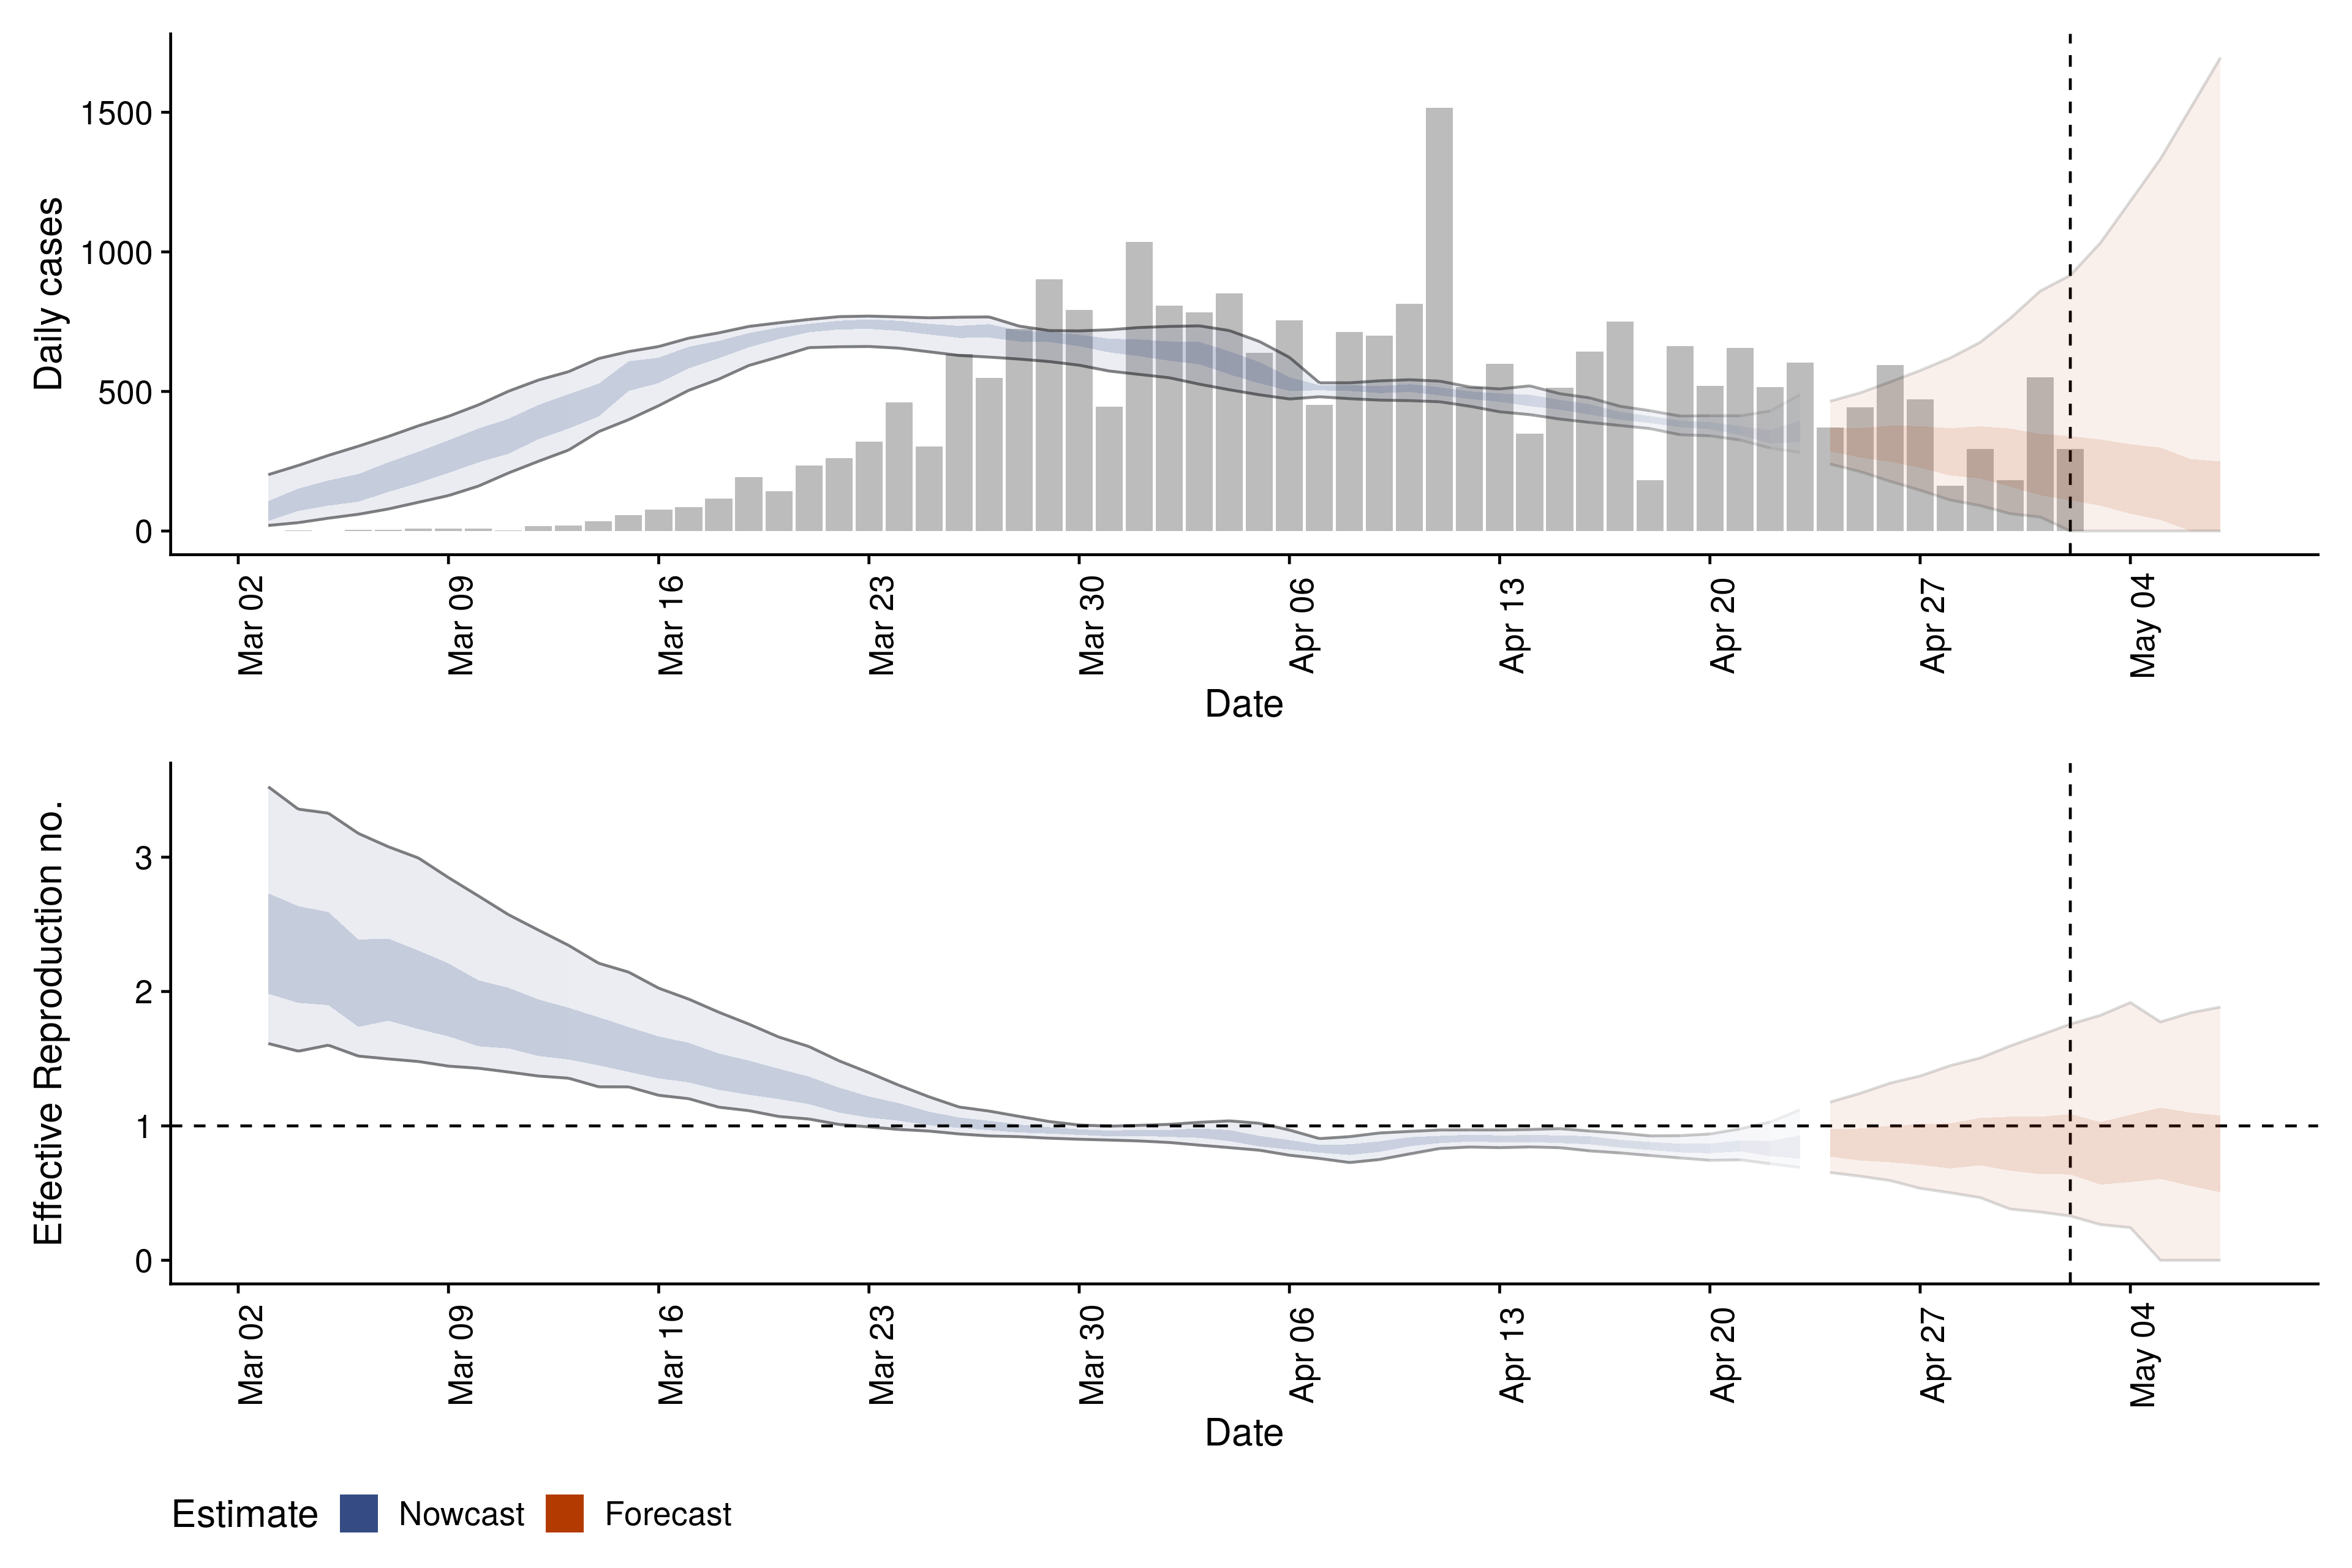 Daily cases
1500
1000
500
0
Mar 02
Mar 09
Mar 16
Mar 23
Mar 30
Apr 06
Apr 13
Apr 20
Apr 27
May 04
Date
Effective Reproduction no.
3
2
1
0
Mar 02
Mar 09
Mar 16
Mar 23
Mar 30
Apr 06
Apr 13
Apr 20
Apr 27
May 04
Date
Estimate Nowcast Forecast